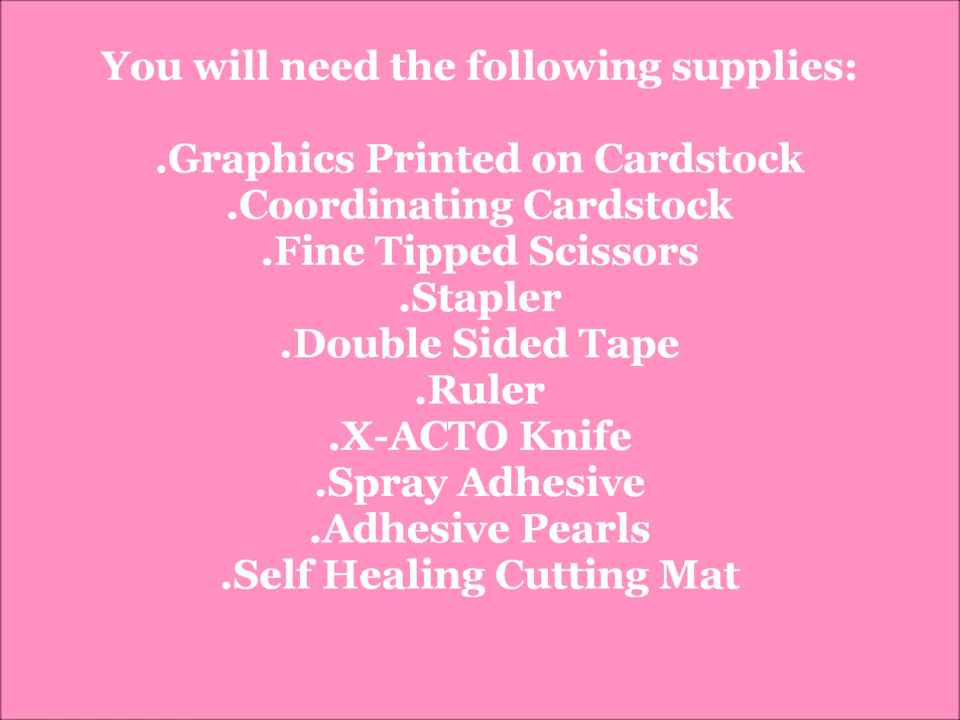 You will need the following supplies:
.Graphics Printed on Cardstock
.Coordinating Cardstock
.Fine Tipped Scissors
.Stapler
.Double Sided Tape
.Ruler
.X-ACTO Knife
.Spray Adhesive
.Adhesive Pearls
.Self Healing Cutting Mat